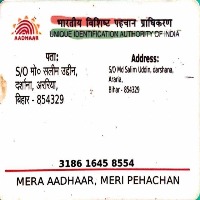 भारतीय विशिष्ट पहचान प्राधिकरण
UNIQUE IDENTIFICATION AUTHORITY OF INDIA
AADHAAR
पता:
S/O मो० सलीम उद्दीन,
दर्शना, अररिया,
बिहार - 854329
Address:
S/O Md Salim Uddin, darshana,
Araria,
Bihar - 854329
3186 1645 8554
MERA AADHAAR, MERI PEHACHAN